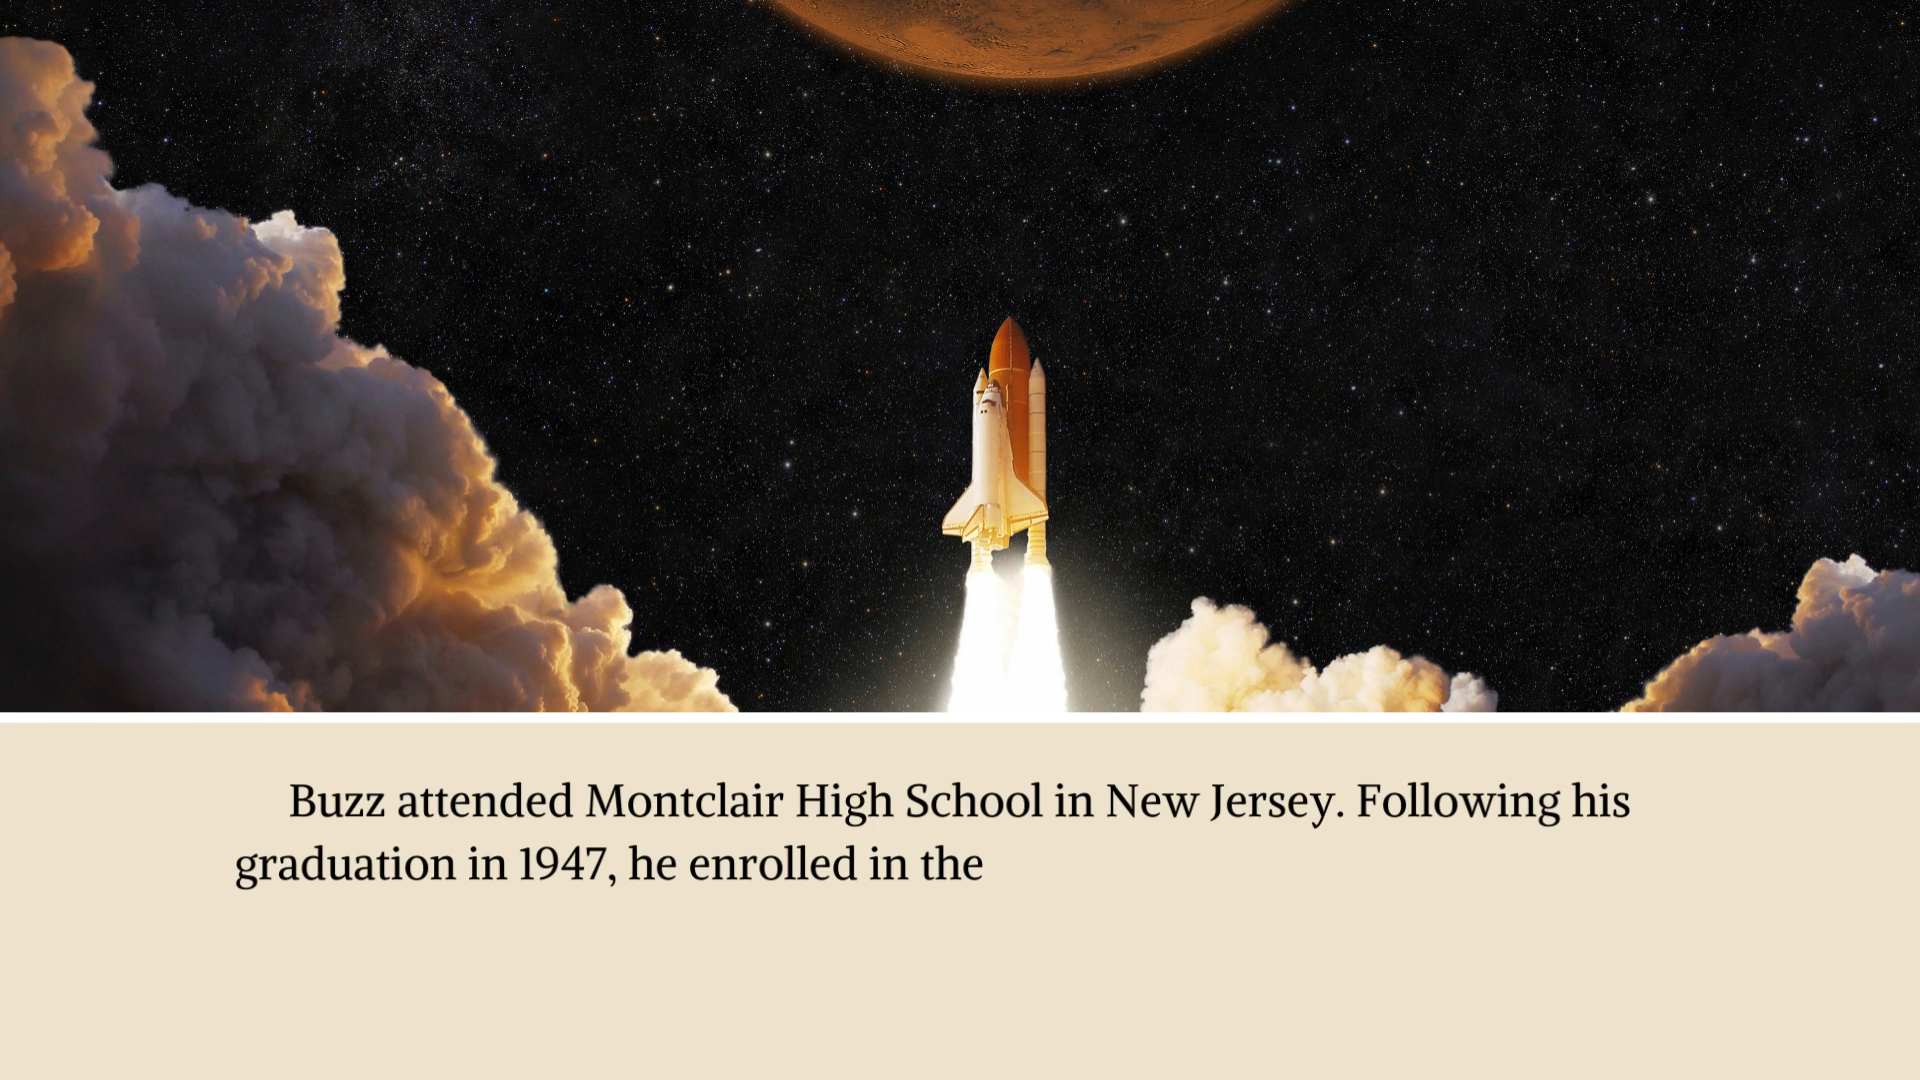 Buzz attended Montclair High School in New Jersey. Following his
graduation in 1947, he enrolled in the